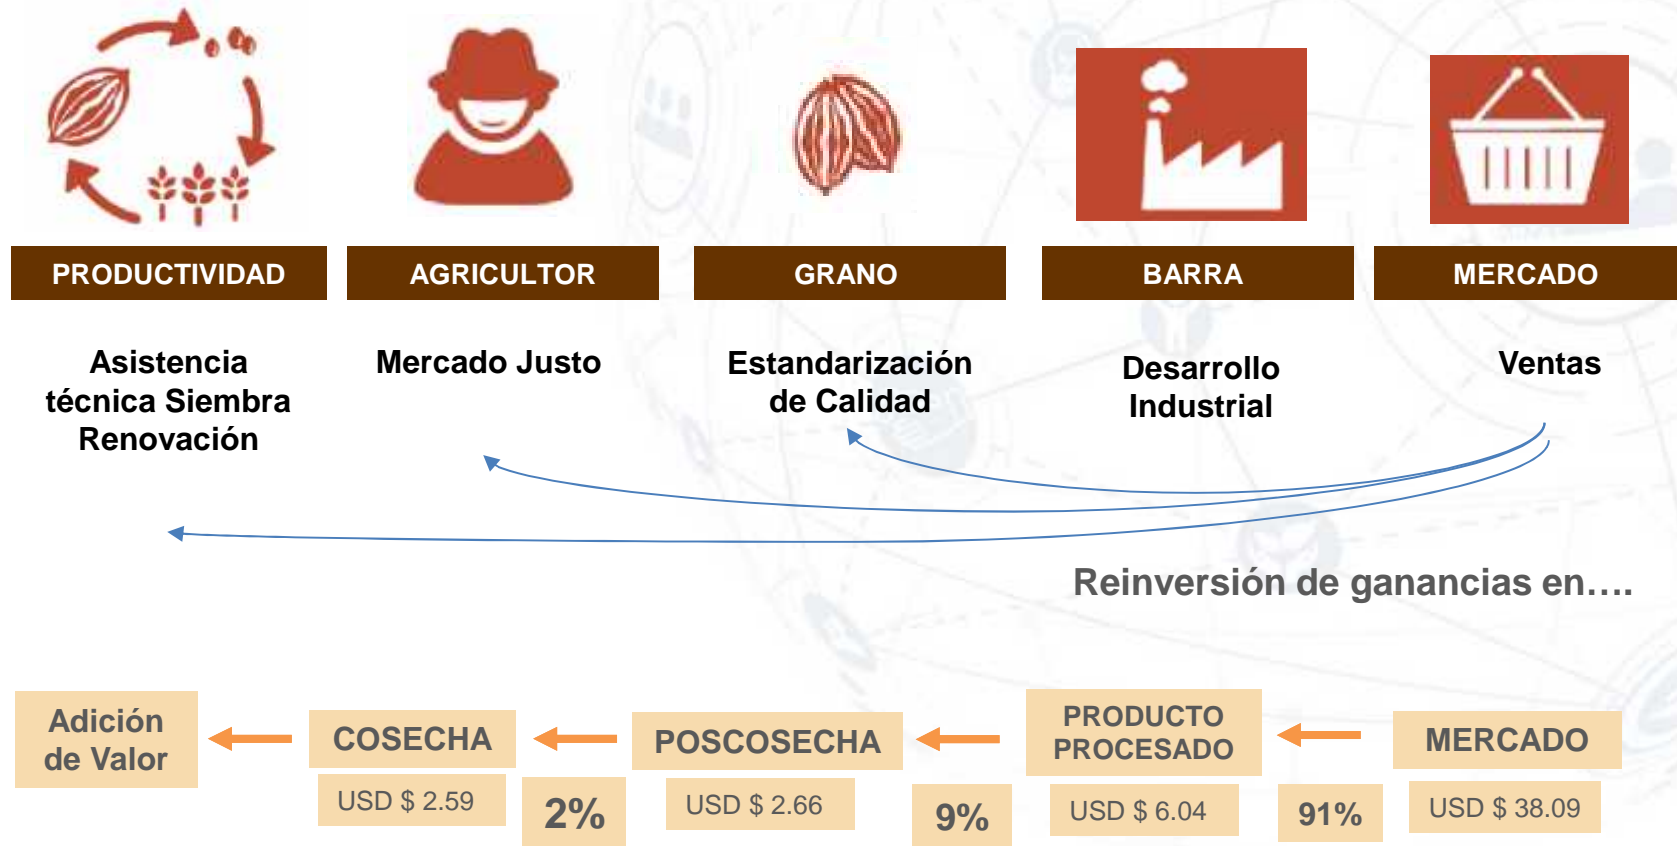 PRODUCTIVIDAD
AGRICULTOR
GRANO
BARRA
MERCADO
Asistencia
técnica Siembra
Renovación
Mercado Justo
Estandarización
de Calidad
Desarrollo
Industrial
Ventas
Reinversión de ganancias en….
Adición
de Valor
COSECHA
USD $ 2.59
2%
POSCOSECHA
USD $ 2.66
9%
PRODUCTO
PROCESADO
USD $ 6.04
91%
MERCADO
USD $ 38.09